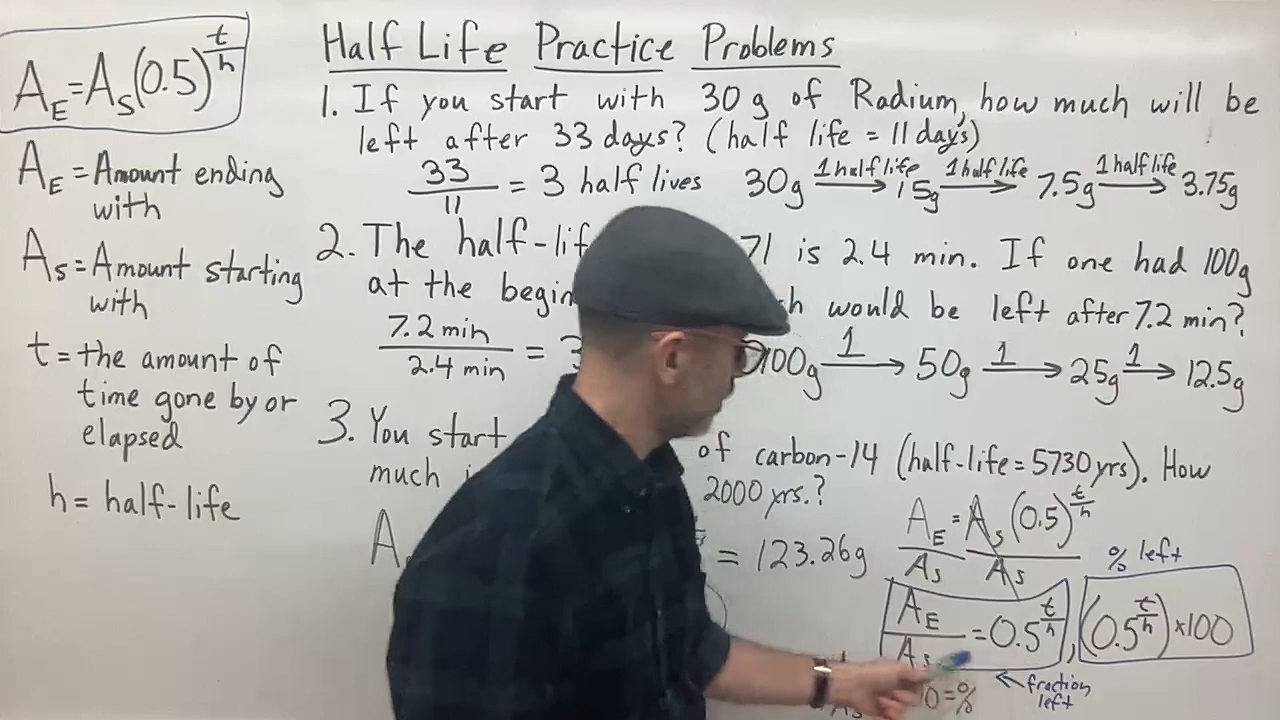 A_E = A_S(0.5)^(t/h)
A_E = Amount ending
with
A_S = Amount starting
with
t = the amount of
time gone by or
elapsed
h = half-life
Half Life Practice Problems
1. If you start with 30 g of Radium, how much will be
left after 33 days? (half life = 11 days)
33/11 = 3 half lives 30g 1 half life → 15g 1 half life → 7.5g 1 half life → 3.75g
2. The 71 is 2.4 min. If one had 100g
at the would be left after 7.2 min?
7.2 min/2.4 min = 100g 1 → 50g 1 → 25g 1 → 12.5g
3. You start of carbon-14 (half-life = 5730 yrs). How
much 2000 yrs.?
= 123.26g
A_E/A_S = A_S(0.5)^(t/h)/A_S
% left
A_E/A_S = 0.5^(t/h), (0.5^(t/h)) × 100
← fraction
left
= %